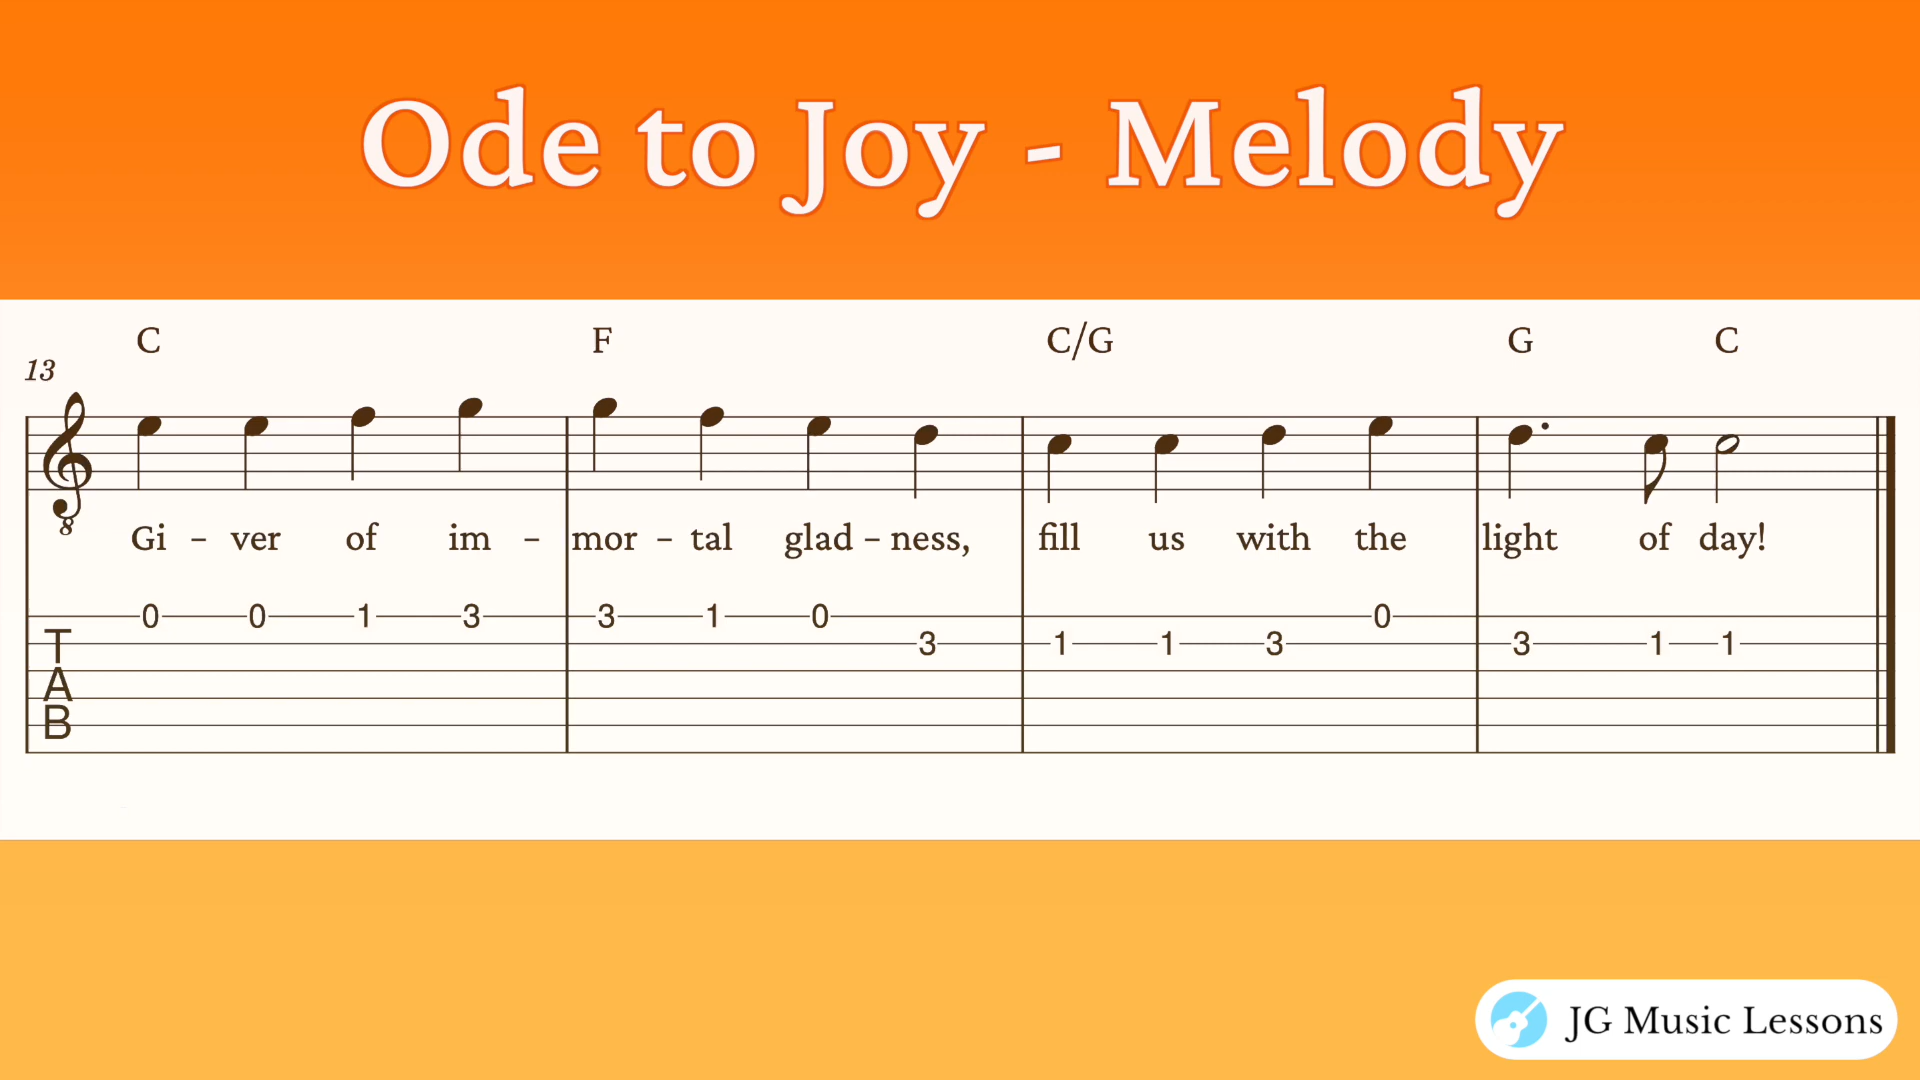 Ode to Joy - Melody
C F C/G G C
13
8
Gi - ver of im - mor - tal glad - ness, fill us with the light of day!
0 0 1 3 3 1 0 0
3 1 1 3 3 1 1
T
A
B
JG Music Lessons